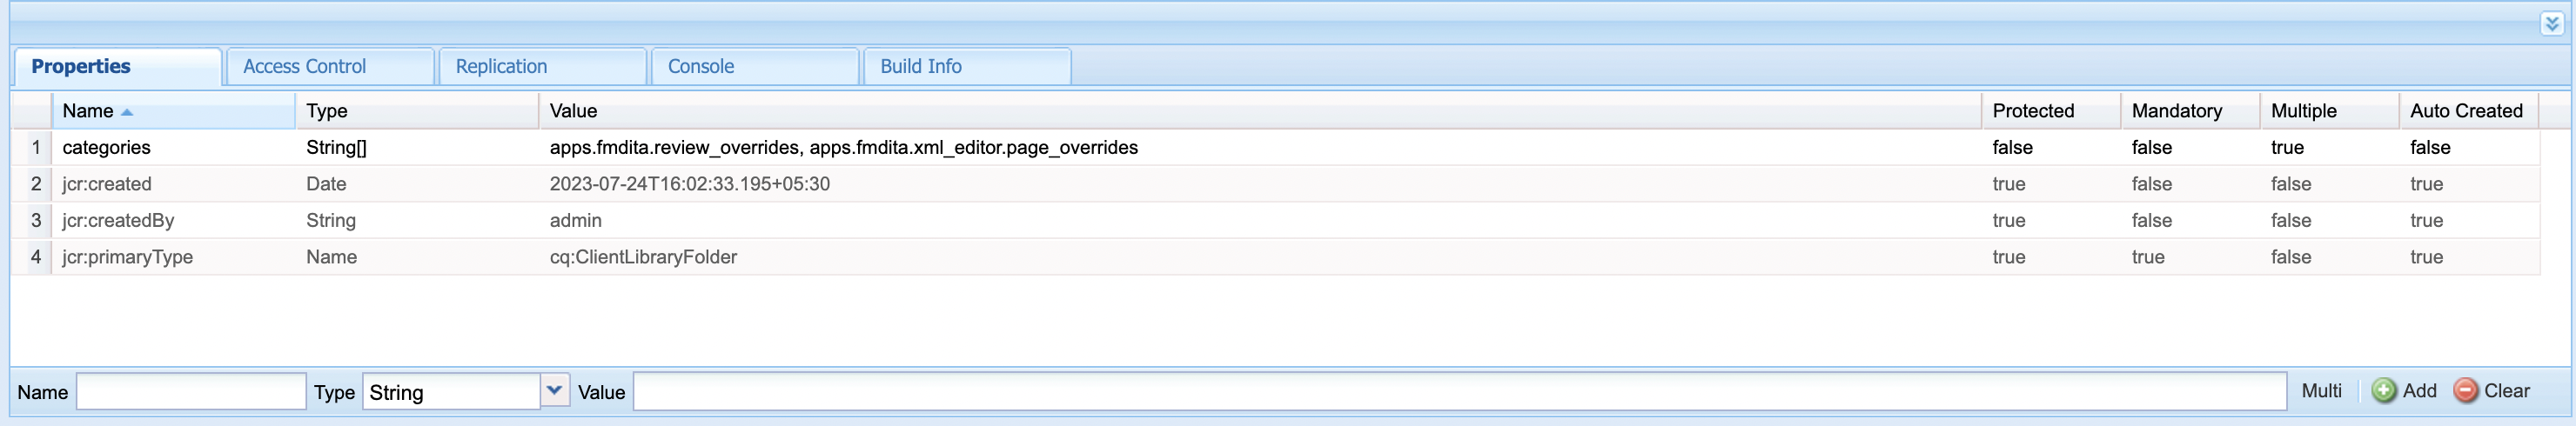 Properties Access Control Replication Console Build Info
Name Type Value Protected Mandatory Multiple Auto Created
1 categories String[] apps.fmdita.review_overrides, apps.fmdita.xml_editor.page_overrides false false true false
2 jcr:created Date 2023-07-24T16:02:33.195+05:30 true false false true
3 jcr:createdBy String admin true false false true
4 jcr:primaryType Name cq:ClientLibraryFolder true true false true
Name Type String Value Multi Add Clear